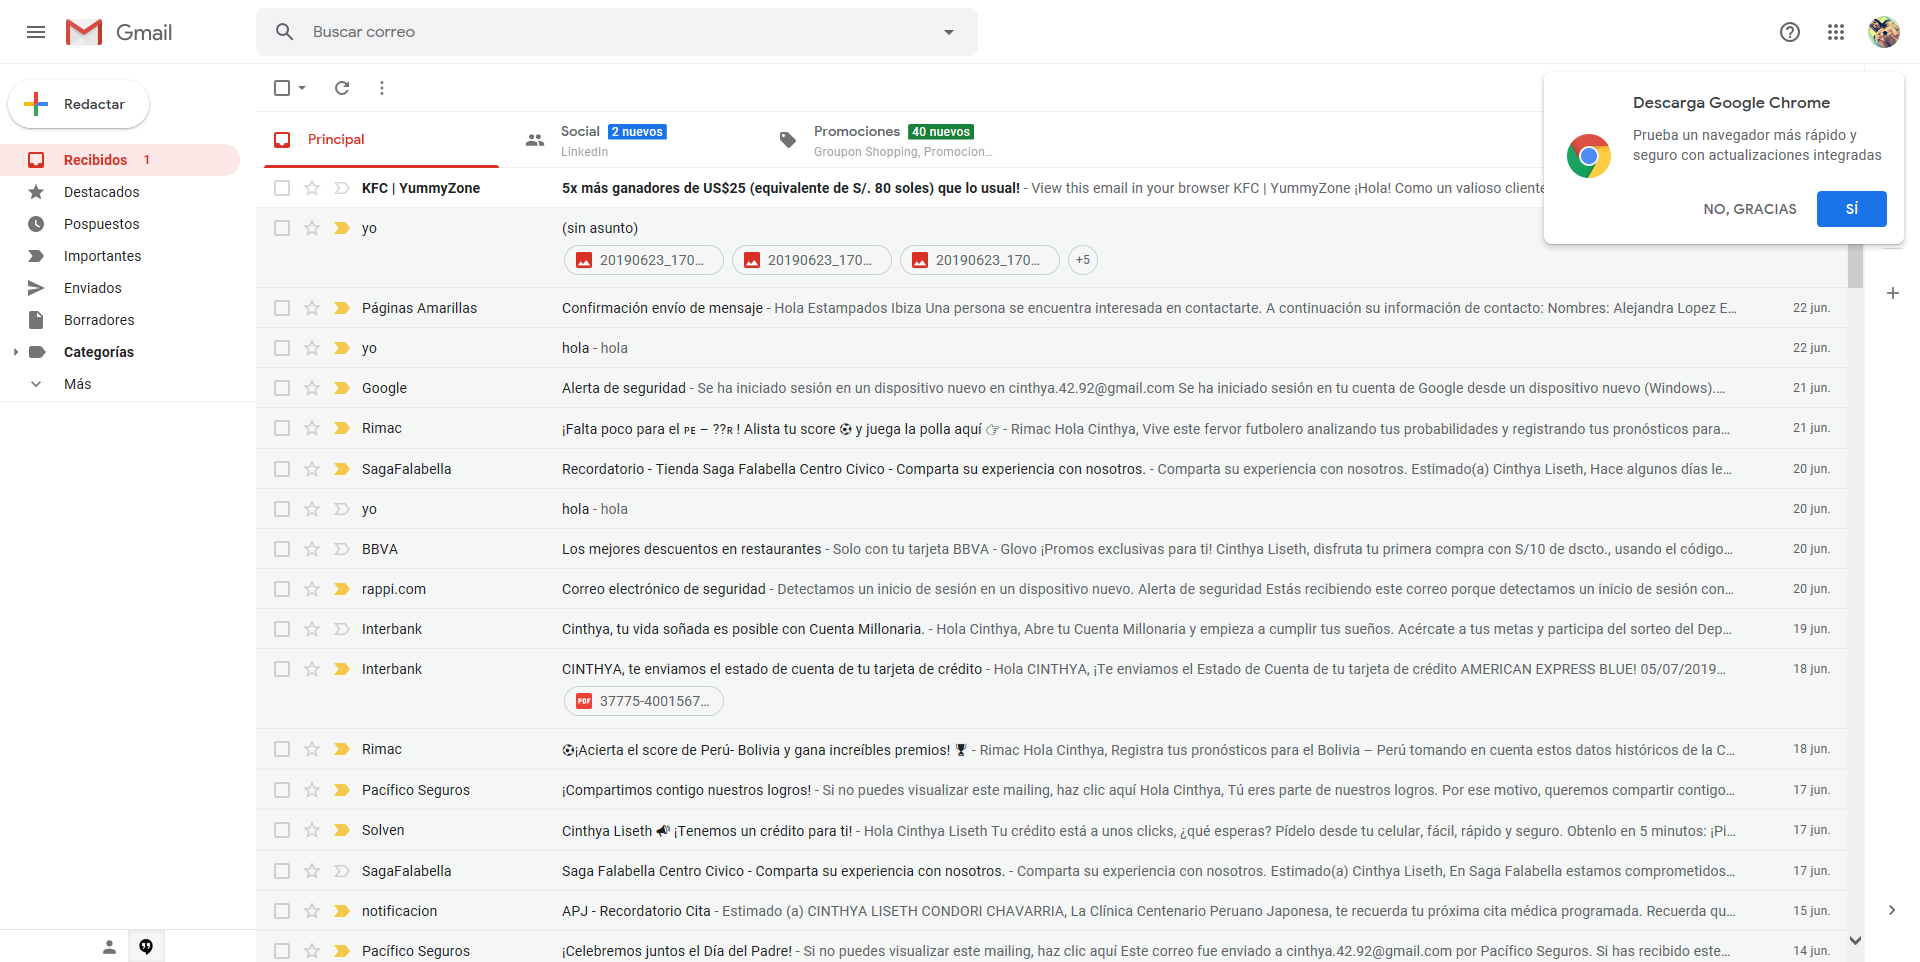 Gmail
Buscar correo
Redactar
Recibidos 1
Destacados
Pospuestos
Importantes
Enviados
Borradores
Categorías
Más
Principal
Social 2 nuevos
LinkedIn
Promociones 40 nuevos
Groupon Shopping, Promocion…
Descarga Google Chrome
Prueba un navegador más rápido y
seguro con actualizaciones integradas
NO, GRACIAS SÍ
KFC | YummyZone 5x más ganadores de US$25 (equivalente de S/. 80 soles) que lo usual! - View this email in your browser KFC | YummyZone ¡Hola! Como un valioso cliente
yo (sin asunto)
20190623_170… 20190623_170… 20190623_170… +5
Páginas Amarillas Confirmación envío de mensaje - Hola Estampados Ibiza Una persona se encuentra interesada en contactarte. A continuación su información de contacto: Nombres: Alejandra Lopez E… 22 jun.
yo hola - hola 22 jun.
Google Alerta de seguridad - Se ha iniciado sesión en un dispositivo nuevo en cinthya.42.92@gmail.com Se ha iniciado sesión en tu cuenta de Google desde un dispositivo nuevo (Windows).… 21 jun.
Rimac ¡Falta poco para el ᴘᴇ – ??ʀ ! Alista tu score ⚽ y juega la polla aquí 👉 - Rimac Hola Cinthya, Vive este fervor futbolero analizando tus probabilidades y registrando tus pronósticos para… 21 jun.
SagaFalabella Recordatorio - Tienda Saga Falabella Centro Civico - Comparta su experiencia con nosotros. - Comparta su experiencia con nosotros. Estimado(a) Cinthya Liseth, Hace algunos días le… 20 jun.
yo hola - hola 20 jun.
BBVA Los mejores descuentos en restaurantes - Solo con tu tarjeta BBVA - Glovo ¡Promos exclusivas para ti! Cinthya Liseth, disfruta tu primera compra con S/10 de dscto., usando el código… 20 jun.
rappi.com Correo electrónico de seguridad - Detectamos un inicio de sesión en un dispositivo nuevo. Alerta de seguridad Estás recibiendo este correo porque detectamos un inicio de sesión con… 20 jun.
Interbank Cinthya, tu vida soñada es posible con Cuenta Millonaria. - Hola Cinthya, Abre tu Cuenta Millonaria y empieza a cumplir tus sueños. Acércate a tus metas y participa del sorteo del Dep… 19 jun.
Interbank CINTHYA, te enviamos el estado de cuenta de tu tarjeta de crédito - Hola CINTHYA, ¡Te enviamos el Estado de Cuenta de tu tarjeta de crédito AMERICAN EXPRESS BLUE! 05/07/2019… 18 jun.
PDF 37775-4001567…
Rimac ⚽¡Acierta el score de Perú- Bolivia y gana increíbles premios! 🏆 - Rimac Hola Cinthya, Registra tus pronósticos para el Bolivia – Perú tomando en cuenta estos datos históricos de la C… 18 jun.
Pacífico Seguros ¡Compartimos contigo nuestros logros! - Si no puedes visualizar este mailing, haz clic aquí Hola Cinthya, Tú eres parte de nuestros logros. Por ese motivo, queremos compartir contigo… 17 jun.
Solven Cinthya Liseth 📢 ¡Tenemos un crédito para ti! - Hola Cinthya Liseth Tu crédito está a unos clicks, ¿qué esperas? Pídelo desde tu celular, fácil, rápido y seguro. Obtenlo en 5 minutos: ¡Pi… 17 jun.
SagaFalabella Saga Falabella Centro Civico - Comparta su experiencia con nosotros. - Comparta su experiencia con nosotros. Estimado(a) Cinthya Liseth, En Saga Falabella estamos comprometidos… 17 jun.
notificacion APJ - Recordatorio Cita - Estimado (a) CINTHYA LISETH CONDORI CHAVARRIA, La Clínica Centenario Peruano Japonesa, te recuerda tu próxima cita médica programada. Recuerda qu… 15 jun.
Pacífico Seguros ¡Celebremos juntos el Día del Padre! - Si no puedes visualizar este mailing, haz clic aquí Este correo fue enviado a cinthya.42.92@gmail.com por Pacífico Seguros. Si has recibido este… 14 jun.